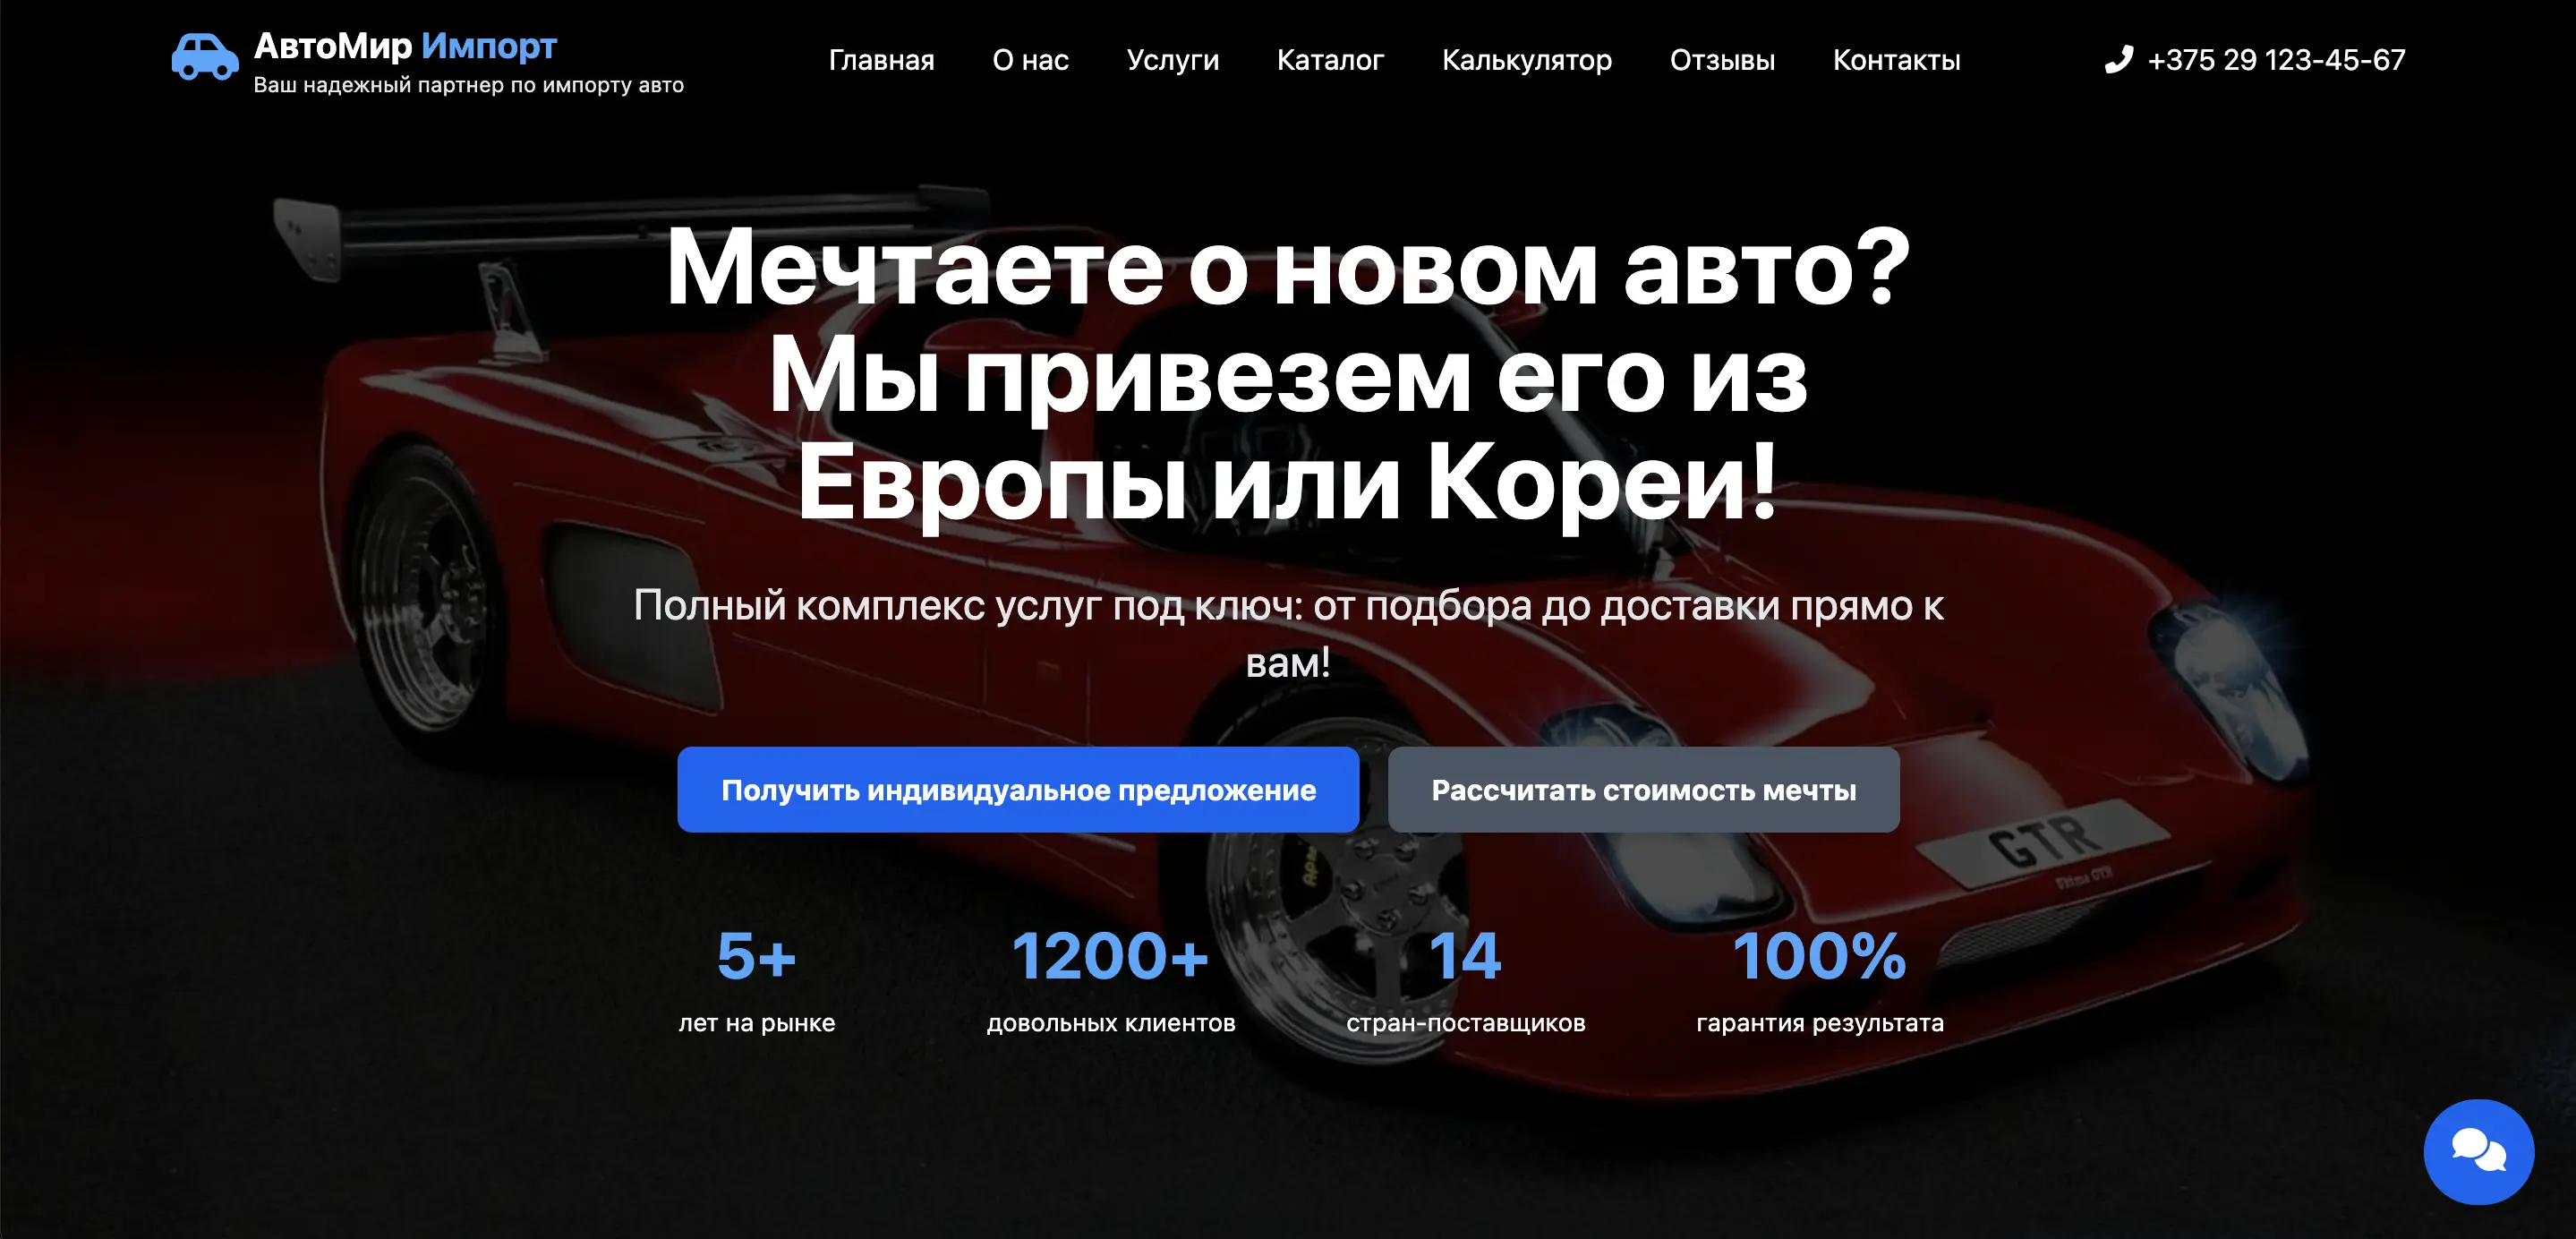 АвтоМир Импорт
Ваш надежный партнер по импорту авто
Главная
О нас
Услуги
Каталог
Калькулятор
Отзывы
Контакты
+375 29 123-45-67
Мечтаете о новом авто?
Мы привезем его из
Европы или Кореи!
Полный комплекс услуг под ключ: от подбора до доставки прямо к
вам!
Получить индивидуальное предложение
Рассчитать стоимость мечты
GTR
Ultima GTR
5+
лет на рынке
1200+
довольных клиентов
14
стран-поставщиков
100%
гарантия результата